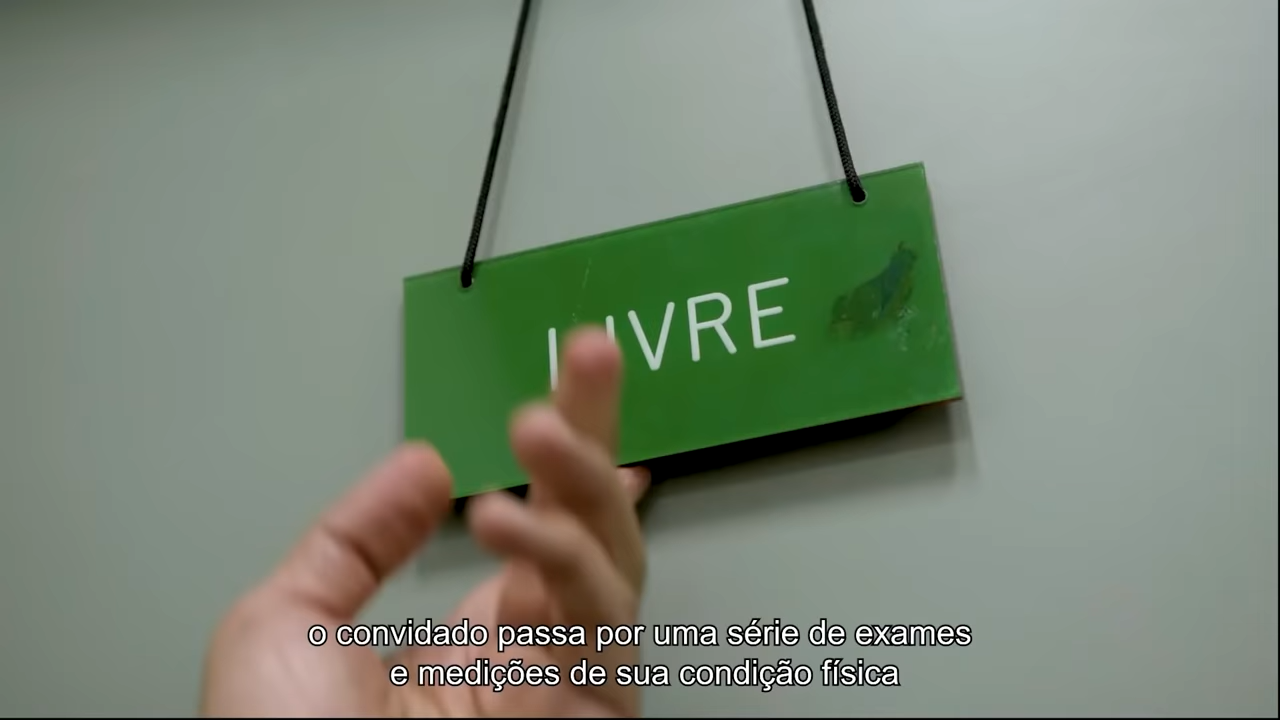 LIVRE
o convidado passa por uma série de exames
e medições de sua condição física